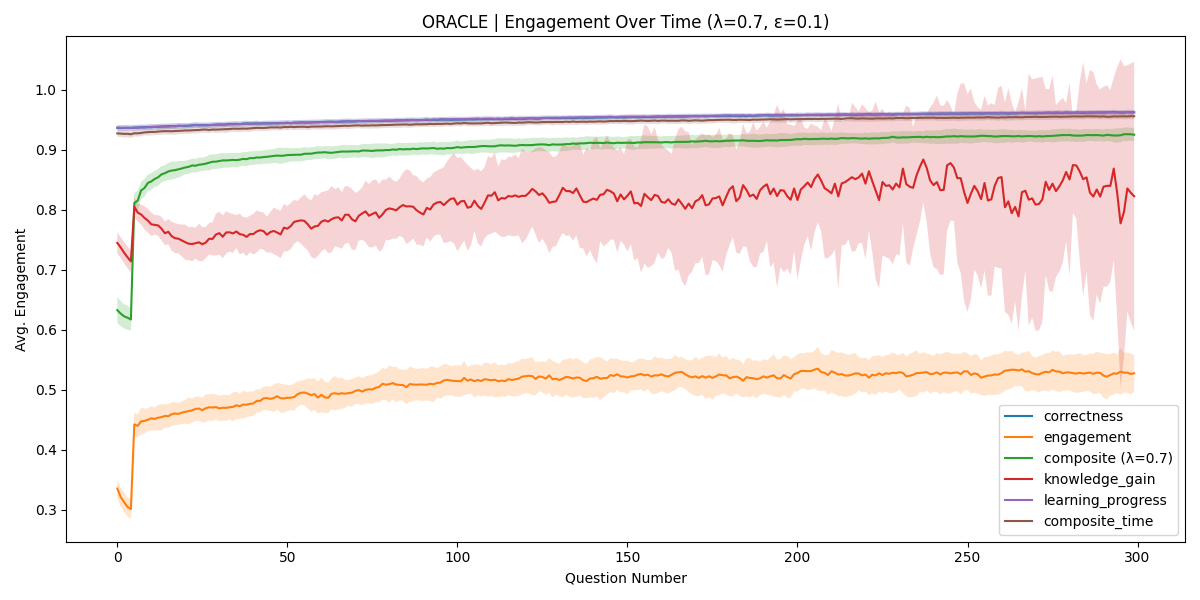 ORACLE | Engagement Over Time (λ=0.7, ε=0.1)
Avg. Engagement
1.0
0.9
0.8
0.7
0.6
0.5
0.4
0.3
correctness
engagement
composite (λ=0.7)
knowledge_gain
learning_progress
composite_time
0 50 100 150 200 250 300
Question Number